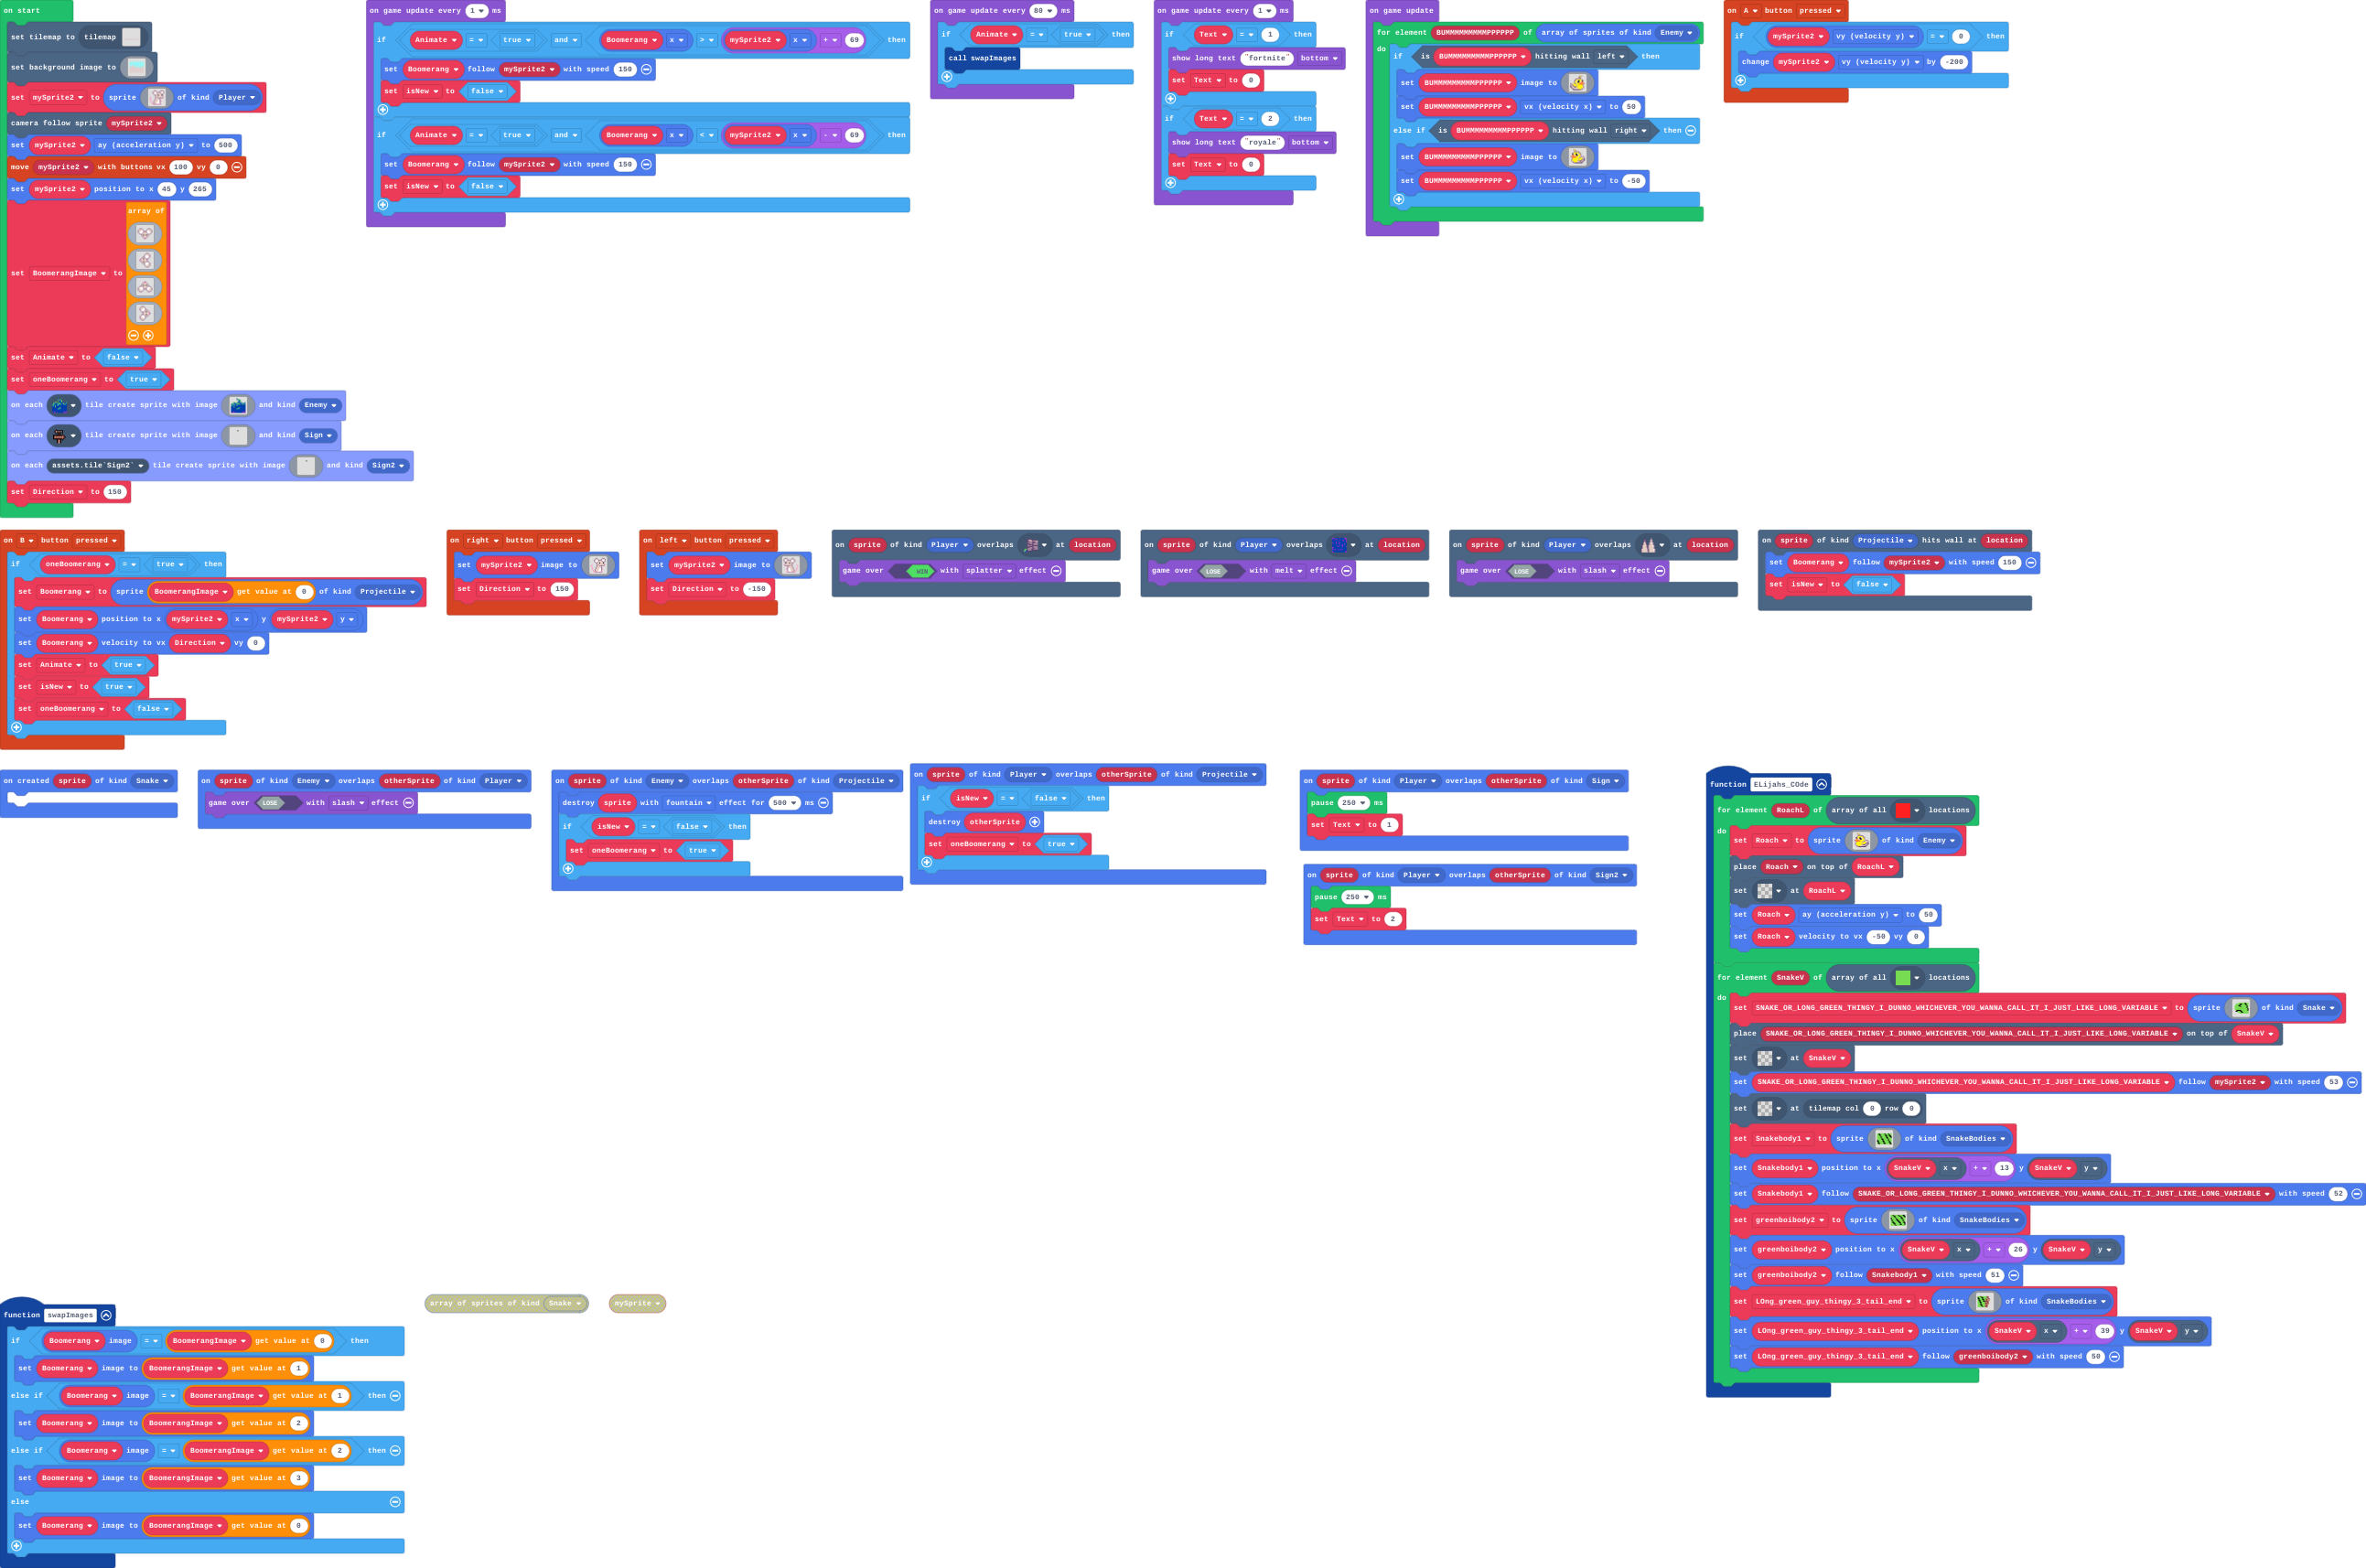 on start
set tilemap to tilemap
set background image to
set mySprite2 to sprite of kind Player
camera follow sprite mySprite2
set mySprite2 ay (acceleration y) to 500
move mySprite2 with buttons vx 100 vy 0
set mySprite2 position to x 45 y 265
array of
set BoomerangImage to
set Animate to false
set oneBoomerang to true
on each tile create sprite with image and kind Enemy
on each tile create sprite with image and kind Sign
on each assets.tile`Sign2` tile create sprite with image and kind Sign2
set Direction to 150
on game update every 1 ms
if Animate = true and Boomerang x > mySprite2 x + 69 then
set Boomerang follow mySprite2 with speed 150
set isNew to false
if Animate = true and Boomerang x < mySprite2 x - 69 then
set Boomerang follow mySprite2 with speed 150
set isNew to false
on game update every 80 ms
if Animate = true then
call swapImages
on game update every 1 ms
if Text = 1 then
show long text "fortnite" bottom
set Text to 0
if Text = 2 then
show long text "royale" bottom
set Text to 0
on game update
for element BUMMMMMMMMMPPPPPP of array of sprites of kind Enemy
do
if is BUMMMMMMMMMPPPPPP hitting wall left then
set BUMMMMMMMMMPPPPPP image to
set BUMMMMMMMMMPPPPPP vx (velocity x) to 50
else if is BUMMMMMMMMMPPPPPP hitting wall right then
set BUMMMMMMMMMPPPPPP image to
set BUMMMMMMMMMPPPPPP vx (velocity x) to -50
on A button pressed
if mySprite2 vy (velocity y) = 0 then
change mySprite2 vy (velocity y) by -200
on B button pressed
if oneBoomerang = true then
set Boomerang to sprite BoomerangImage get value at 0 of kind Projectile
set Boomerang position to x mySprite2 x y mySprite2 y
set Boomerang velocity to vx Direction vy 0
set Animate to true
set isNew to true
set oneBoomerang to false
on right button pressed
set mySprite2 image to
set Direction to 150
on left button pressed
set mySprite2 image to
set Direction to -150
on sprite of kind Player overlaps at location
game over WIN with splatter effect
on sprite of kind Player overlaps at location
game over LOSE with melt effect
on sprite of kind Player overlaps at location
game over LOSE with slash effect
on sprite of kind Projectile hits wall at location
set Boomerang follow mySprite2 with speed 150
set isNew to false
on created sprite of kind Snake
on sprite of kind Enemy overlaps otherSprite of kind Player
game over LOSE with slash effect
on sprite of kind Enemy overlaps otherSprite of kind Projectile
destroy sprite with fountain effect for 500 ms
if isNew = false then
set oneBoomerang to true
on sprite of kind Player overlaps otherSprite of kind Projectile
if isNew = false then
destroy otherSprite
set oneBoomerang to true
on sprite of kind Player overlaps otherSprite of kind Sign
pause 250 ms
set Text to 1
on sprite of kind Player overlaps otherSprite of kind Sign2
pause 250 ms
set Text to 2
function ELijahs_COde
for element RoachL of array of all locations
do
set Roach to sprite of kind Enemy
place Roach on top of RoachL
set at RoachL
set Roach ay (acceleration y) to 50
set Roach velocity to vx -50 vy 0
for element SnakeV of array of all locations
do
set SNAKE_OR_LONG_GREEN_THINGY_I_DUNNO_WHICHEVER_YOU_WANNA_CALL_IT_I_JUST_LIKE_LONG_VARIABLE to sprite of kind Snake
place SNAKE_OR_LONG_GREEN_THINGY_I_DUNNO_WHICHEVER_YOU_WANNA_CALL_IT_I_JUST_LIKE_LONG_VARIABLE on top of SnakeV
set at SnakeV
set SNAKE_OR_LONG_GREEN_THINGY_I_DUNNO_WHICHEVER_YOU_WANNA_CALL_IT_I_JUST_LIKE_LONG_VARIABLE follow mySprite2 with speed 53
set at tilemap col 0 row 0
set Snakebody1 to sprite of kind SnakeBodies
set Snakebody1 position to x SnakeV x + 13 y SnakeV y
set Snakebody1 follow SNAKE_OR_LONG_GREEN_THINGY_I_DUNNO_WHICHEVER_YOU_WANNA_CALL_IT_I_JUST_LIKE_LONG_VARIABLE with speed 52
set greenboibody2 to sprite of kind SnakeBodies
set greenboibody2 position to x SnakeV x + 26 y SnakeV y
set greenboibody2 follow Snakebody1 with speed 51
set LOng_green_guy_thingy_3_tail_end to sprite of kind SnakeBodies
set LOng_green_guy_thingy_3_tail_end position to x SnakeV x + 39 y SnakeV y
set LOng_green_guy_thingy_3_tail_end follow greenboibody2 with speed 50
function swapImages
if Boomerang image = BoomerangImage get value at 0 then
set Boomerang image to BoomerangImage get value at 1
else if Boomerang image = BoomerangImage get value at 1 then
set Boomerang image to BoomerangImage get value at 2
else if Boomerang image = BoomerangImage get value at 2 then
set Boomerang image to BoomerangImage get value at 3
else
set Boomerang image to BoomerangImage get value at 0
array of sprites of kind Snake
mySprite